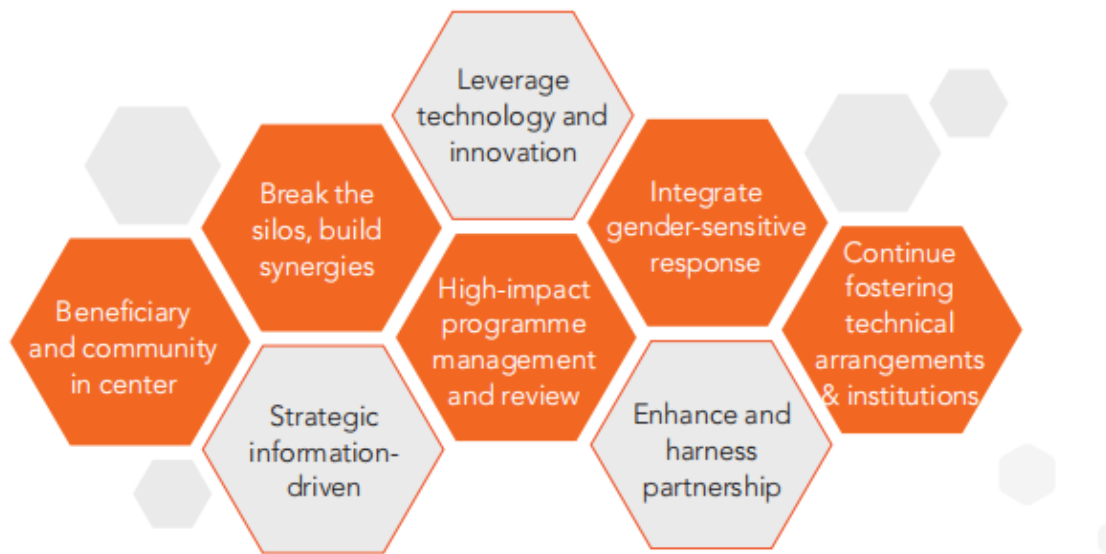 Leverage
technology and
innovation
Break the
silos, build
synergies
Integrate
gender-sensitive
response
Beneficiary
and community
in center
High-impact
programme
management
and review
Continue
fostering
technical
arrangements
& institutions
Strategic
information-
driven
Enhance and
harness
partnership